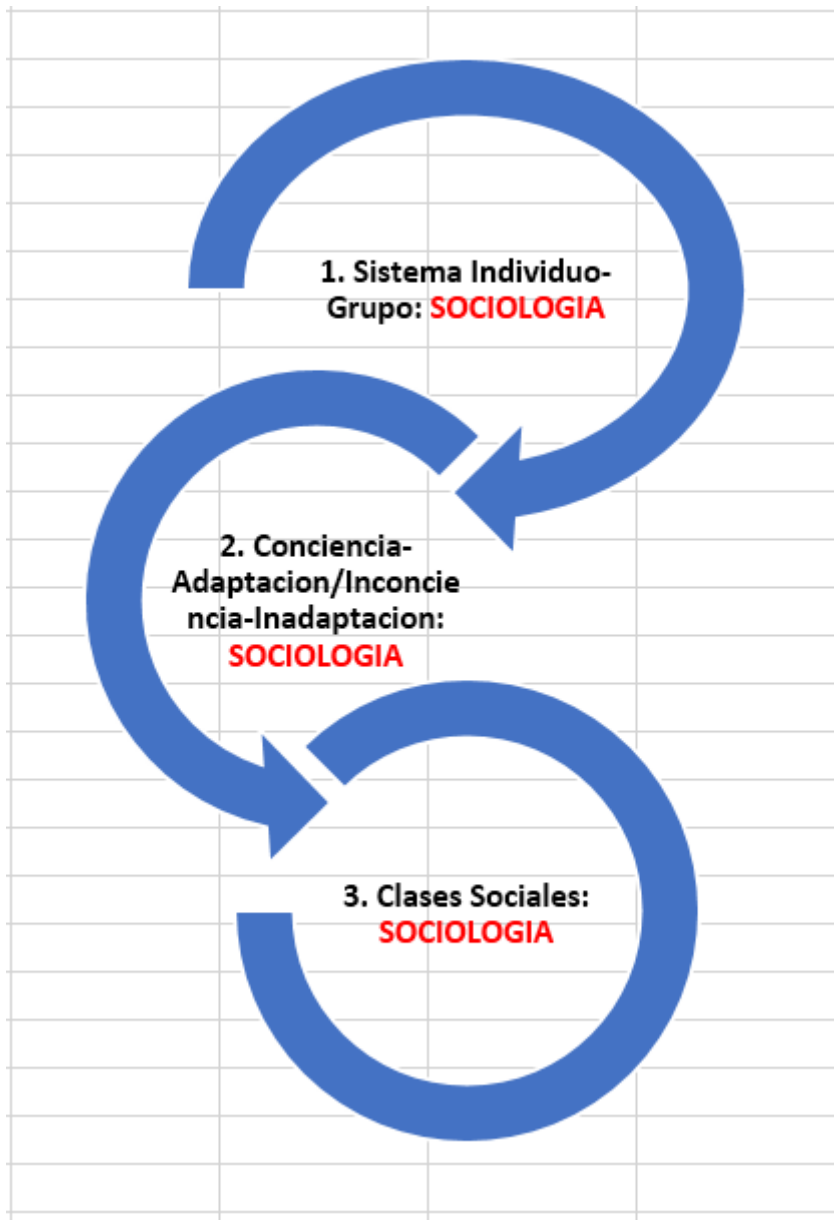 1. Sistema Individuo-
Grupo: SOCIOLOGIA
2. Conciencia-
Adaptacion/Inconcie
ncia-Inadaptacion:
SOCIOLOGIA
3. Clases Sociales:
SOCIOLOGIA